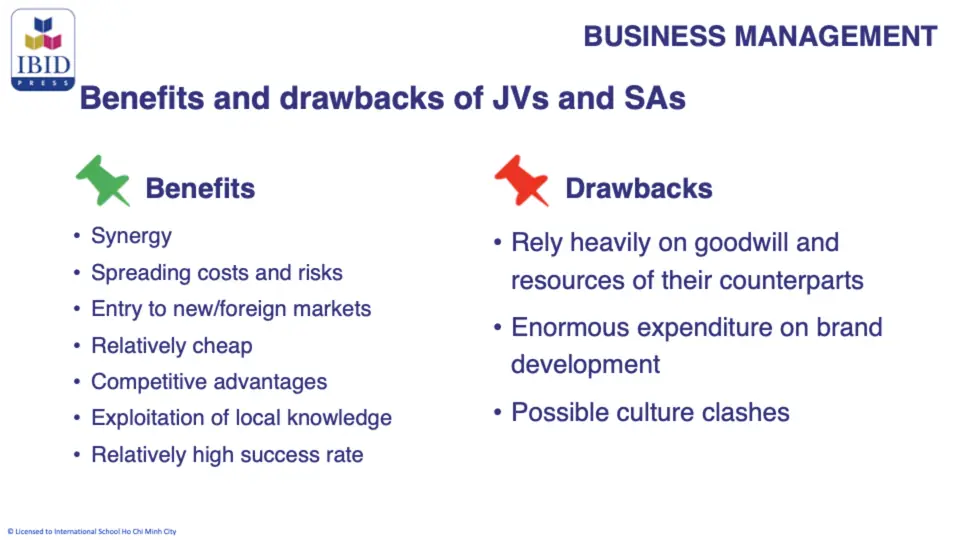 IBID
PRESS
BUSINESS MANAGEMENT
Benefits and drawbacks of JVs and SAs
Benefits
• Synergy
• Spreading costs and risks
• Entry to new/foreign markets
• Relatively cheap
• Competitive advantages
• Exploitation of local knowledge
• Relatively high success rate
Drawbacks
• Rely heavily on goodwill and
resources of their counterparts
• Enormous expenditure on brand
development
• Possible culture clashes
© Licensed to International School Ho Chi Minh City